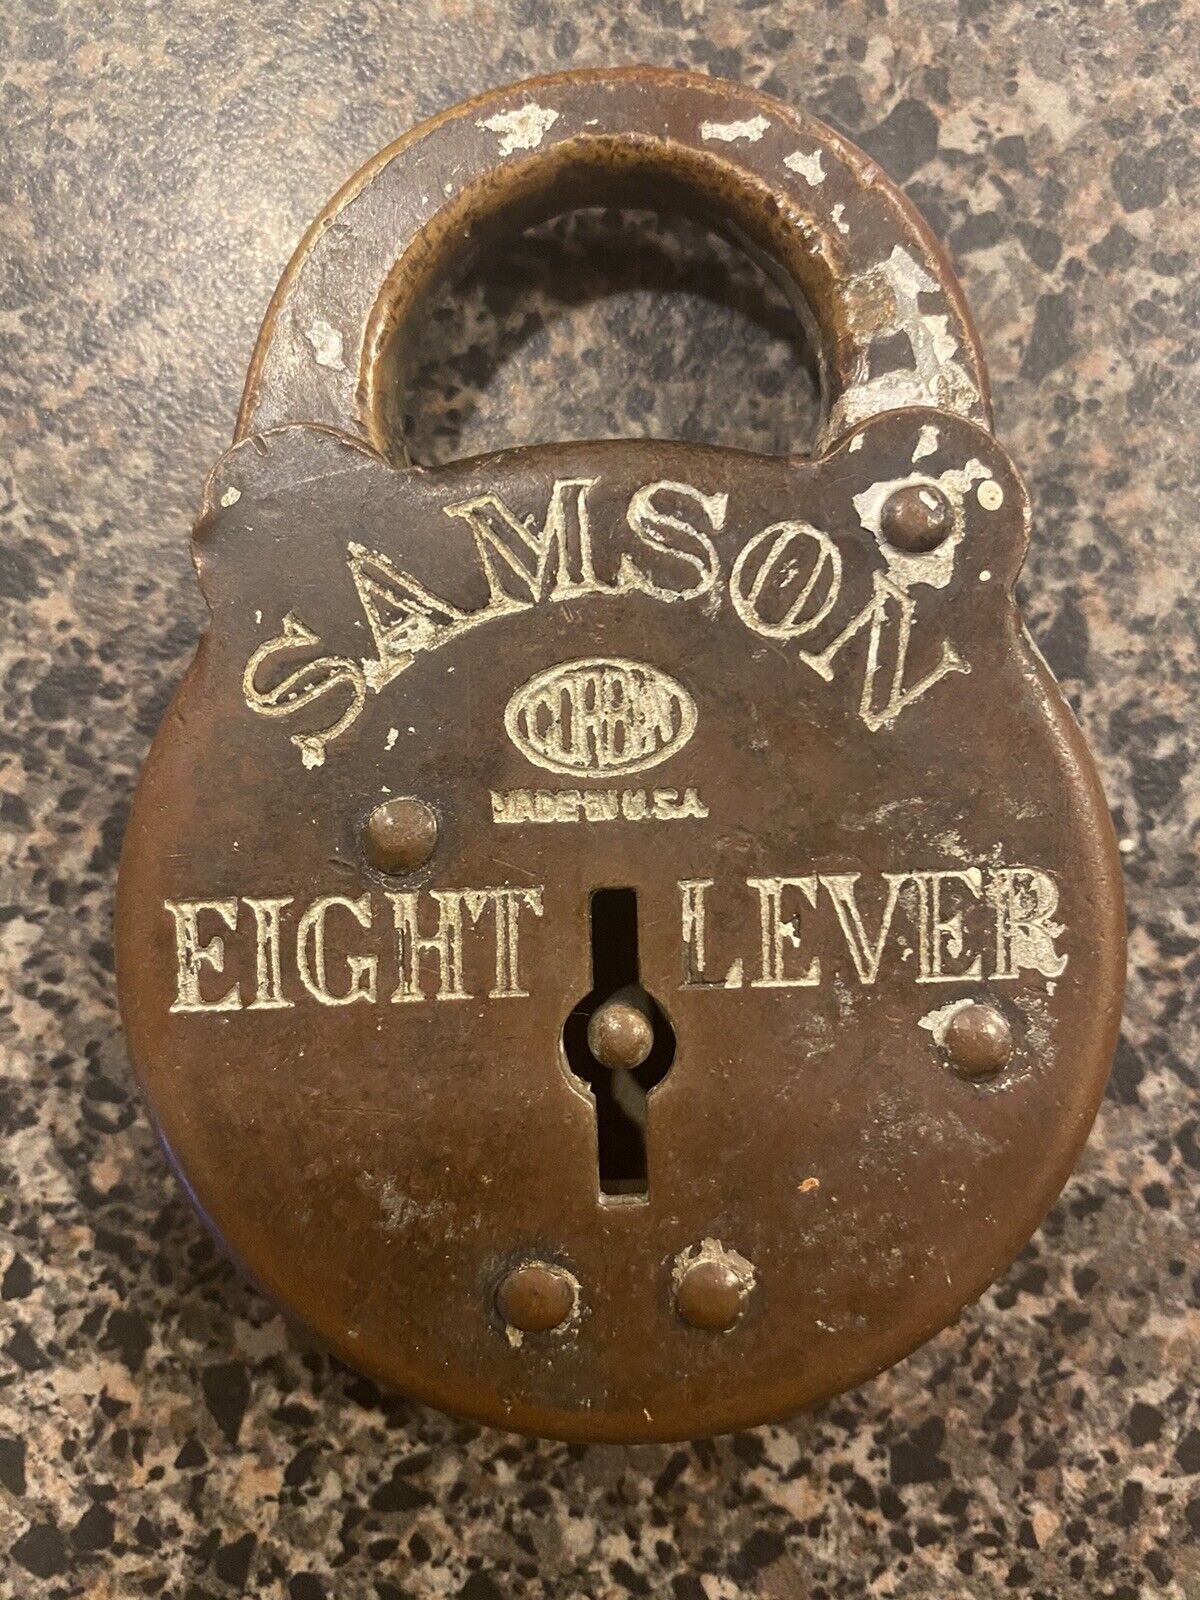 SAMSON
CORBIN
MADE IN U.S.A.
EIGHT LEVER